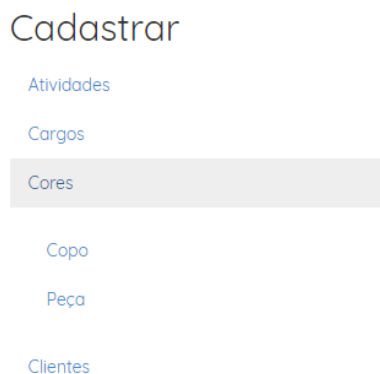 Cadastrar
Atividades
Cargos
Cores
Copo
Peça
Clientes